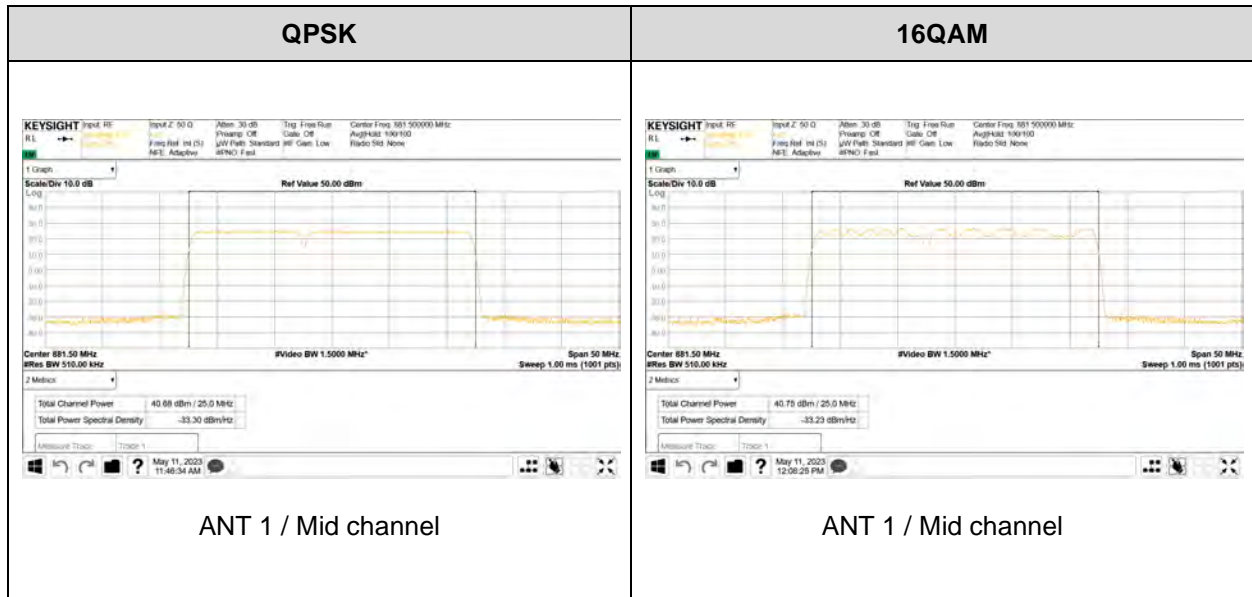 QPSK
16QAM
KEYSIGHT Input: RF
RL
Input Z: 50 Ω
Freq Ref: Int (S)
NFE: Adaptive
Atten: 30 dB
Preamp: Off
µW Path: Standard
#PNO: Fast
Trig: Free Run
Gate: Off
#IF Gain: Low
Center Freq: 881.500000 MHz
Avg|Hold: 100/100
Radio Std: None
1 Graph
Scale/Div 10.0 dB
Ref Value 50.00 dBm
Log
Center 881.50 MHz
#Video BW 1.5000 MHz*
Span 50 MHz
#Res BW 510.00 kHz
Sweep 1.00 ms (1001 pts)
2 Metrics
Total Channel Power 40.68 dBm / 25.0 MHz
Total Power Spectral Density -33.30 dBm/Hz
Measure Trace Trace 1
? May 11, 2023
11:46:34 AM
KEYSIGHT Input: RF
RL
Input Z: 50 Ω
Freq Ref: Int (S)
NFE: Adaptive
Atten: 30 dB
Preamp: Off
µW Path: Standard
#PNO: Fast
Trig: Free Run
Gate: Off
#IF Gain: Low
Center Freq: 881.500000 MHz
Avg|Hold: 100/100
Radio Std: None
1 Graph
Scale/Div 10.0 dB
Ref Value 50.00 dBm
Log
Center 881.50 MHz
#Video BW 1.5000 MHz*
Span 50 MHz
#Res BW 510.00 kHz
Sweep 1.00 ms (1001 pts)
2 Metrics
Total Channel Power 40.75 dBm / 25.0 MHz
Total Power Spectral Density -33.23 dBm/Hz
Measure Trace Trace 1
? May 11, 2023
12:08:25 PM
ANT 1 / Mid channel
ANT 1 / Mid channel